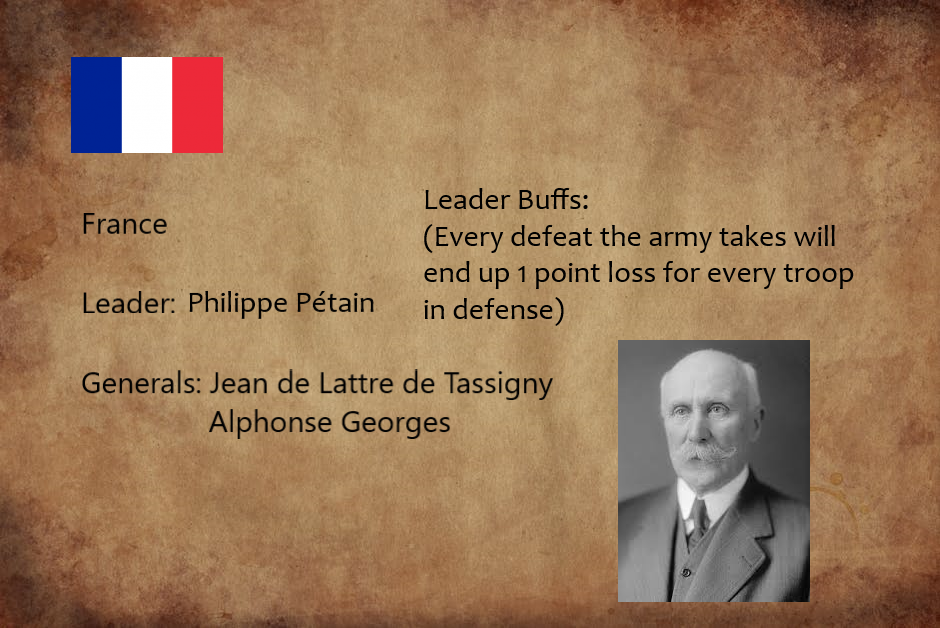 France
Leader: Philippe Pétain
Generals: Jean de Lattre de Tassigny
Alphonse Georges
Leader Buffs:
(Every defeat the army takes will
end up 1 point loss for every troop
in defense)